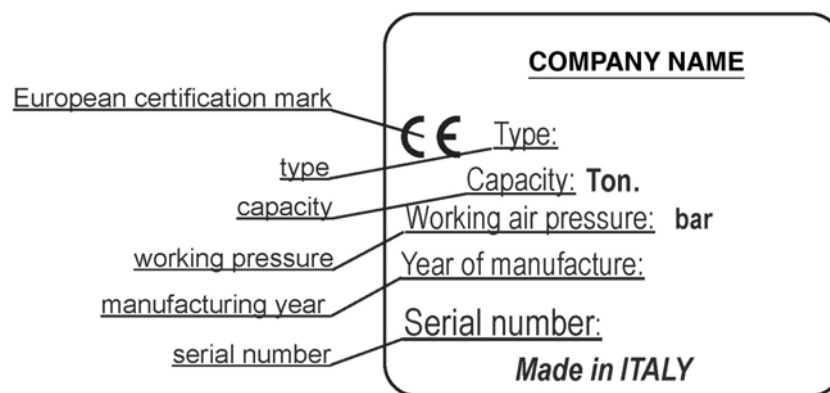 COMPANY NAME
European certification mark
CE Type:
type
Capacity: Ton.
capacity
Working air pressure: bar
working pressure
Year of manufacture:
manufacturing year
Serial number:
serial number
Made in ITALY